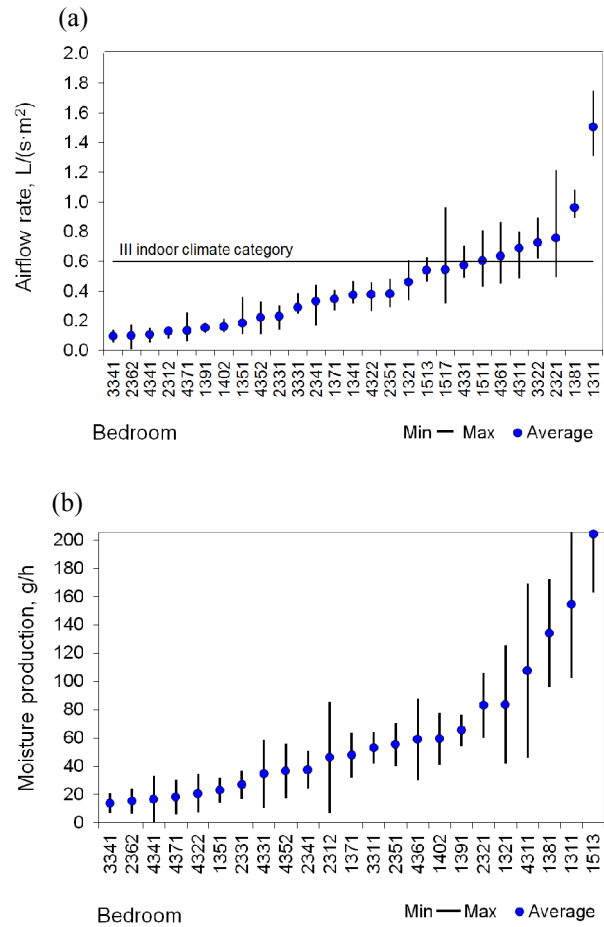 (a)
Airflow rate, L/(s·m²)
2.0
1.8
1.6
1.4
1.2
1.0
0.8
0.6
0.4
0.2
0.0
III indoor climate category
3341 2362 4341 2312 4371 1391 1402 1351 4352 2331 3331 2341 1371 1341 4322 2351 1321 1513 1517 4331 1511 4361 4311 3322 2321 1381 1311
Bedroom Min — Max Average
(b)
Moisture production, g/h
200
180
160
140
120
100
80
60
40
20
0
3341 2362 4341 4371 4322 1351 2331 4331 4352 2341 2312 1371 3311 2351 4361 1402 1391 2321 1321 4311 1381 1311 1513
Bedroom Min — Max Average